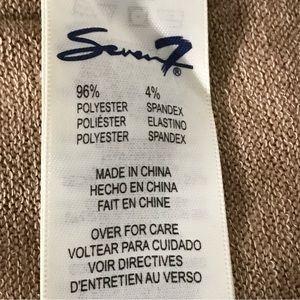 Seven7®
96% 4%
POLYESTER SPANDEX
POLIÉSTER ELASTINO
POLYESTER SPANDEX
MADE IN CHINA
HECHO EN CHINA
FAIT EN CHINE
OVER FOR CARE
VOLTEAR PARA CUIDADO
VOIR DIRECTIVES
D'ENTRETIEN AU VERSO